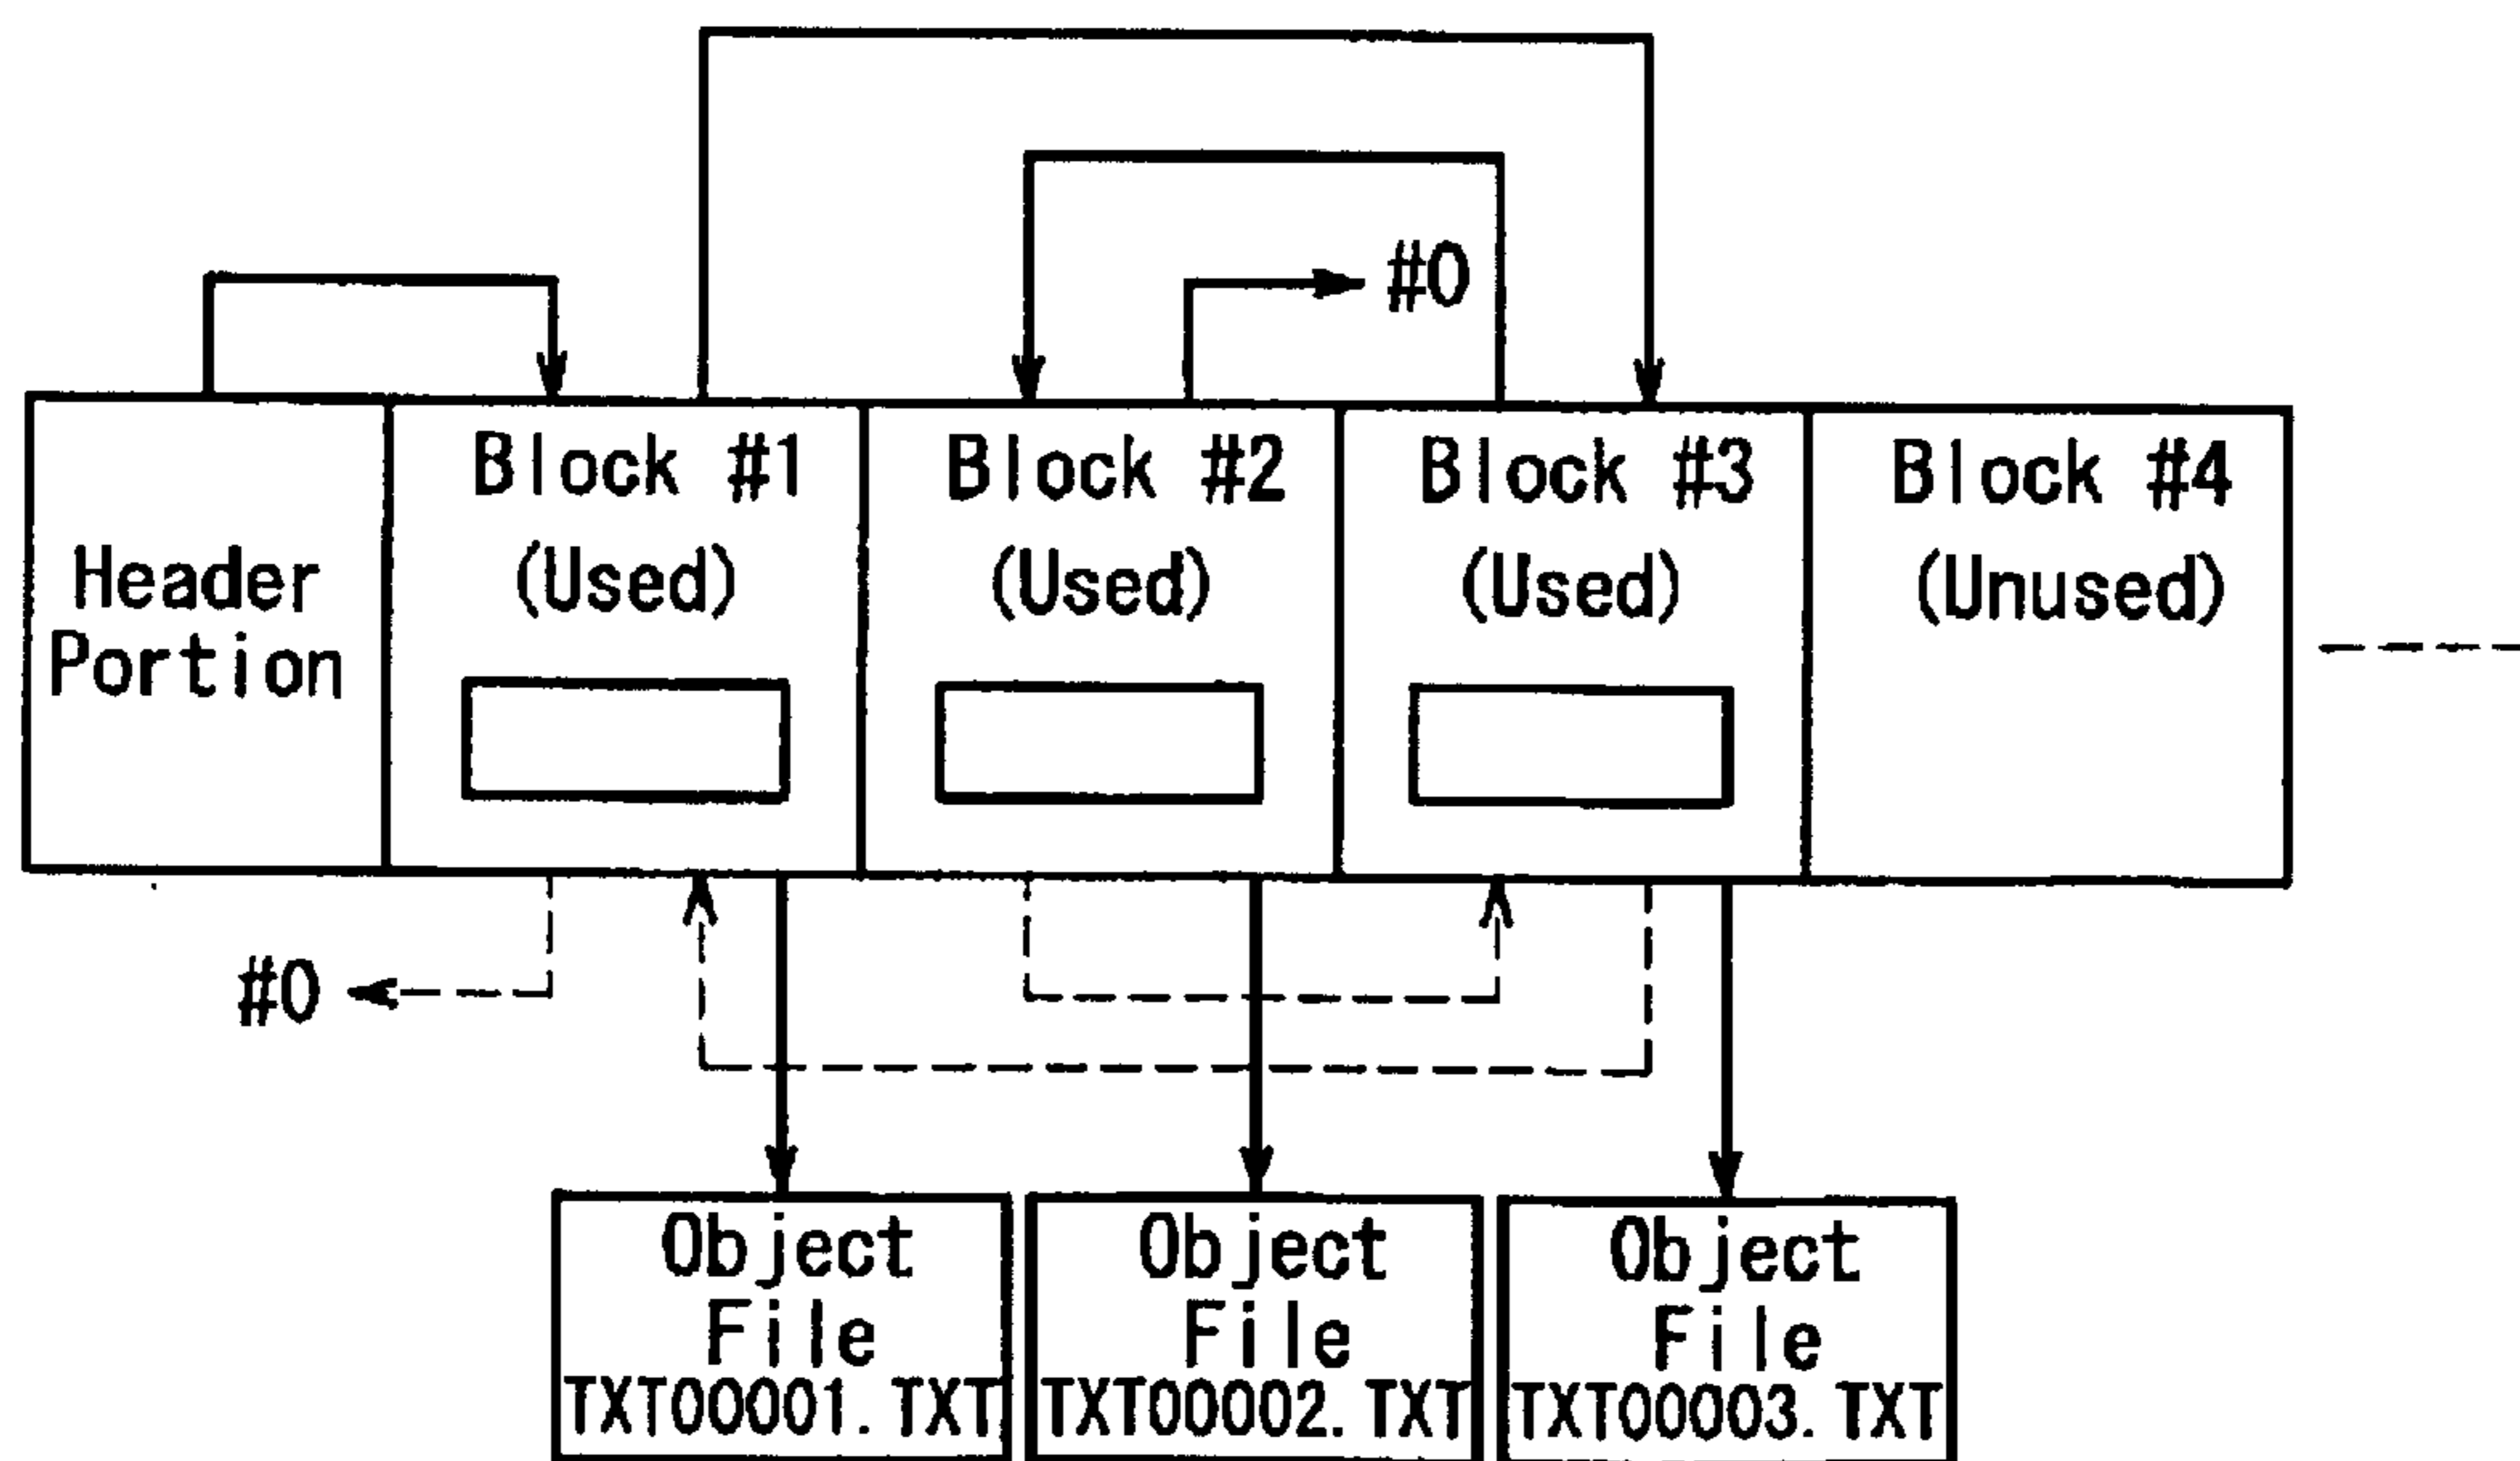 #0
Header
Portion
Block #1
(Used)
Block #2
(Used)
Block #3
(Used)
Block #4
(Unused)
#0
Object
File
TXT00001. TXT
Object
File
TXT00002. TXT
Object
File
TXT00003. TXT